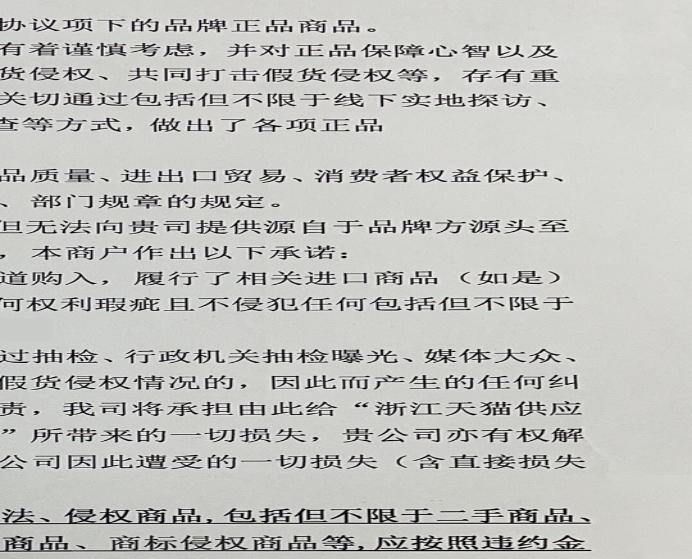 协议项下的品牌正品商品。
有着谨慎考虑，并对正品保障心智以及
货侵权、共同打击假货侵权等，存有重
关切通过包括但不限于线下实地探访、
查等方式，做出了各项正品
品质量、进出口贸易、消费者权益保护、
、部门规章的规定。
但无法向贵司提供源自于品牌方源头至
，本商户作出以下承诺：
道购入，履行了相关进口商品（如是）
何权利瑕疵且不侵犯任何包括但不限于
过抽检、行政机关抽检曝光、媒体大众、
假货侵权情况的，因此而产生的任何纠
责，我司将承担由此给“浙江天猫供应
”所带来的一切损失，贵公司亦有权解
公司因此遭受的一切损失（含直接损失
法、侵权商品,包括但不限于二手商品、
商品、商标侵权商品等,应按照违约金